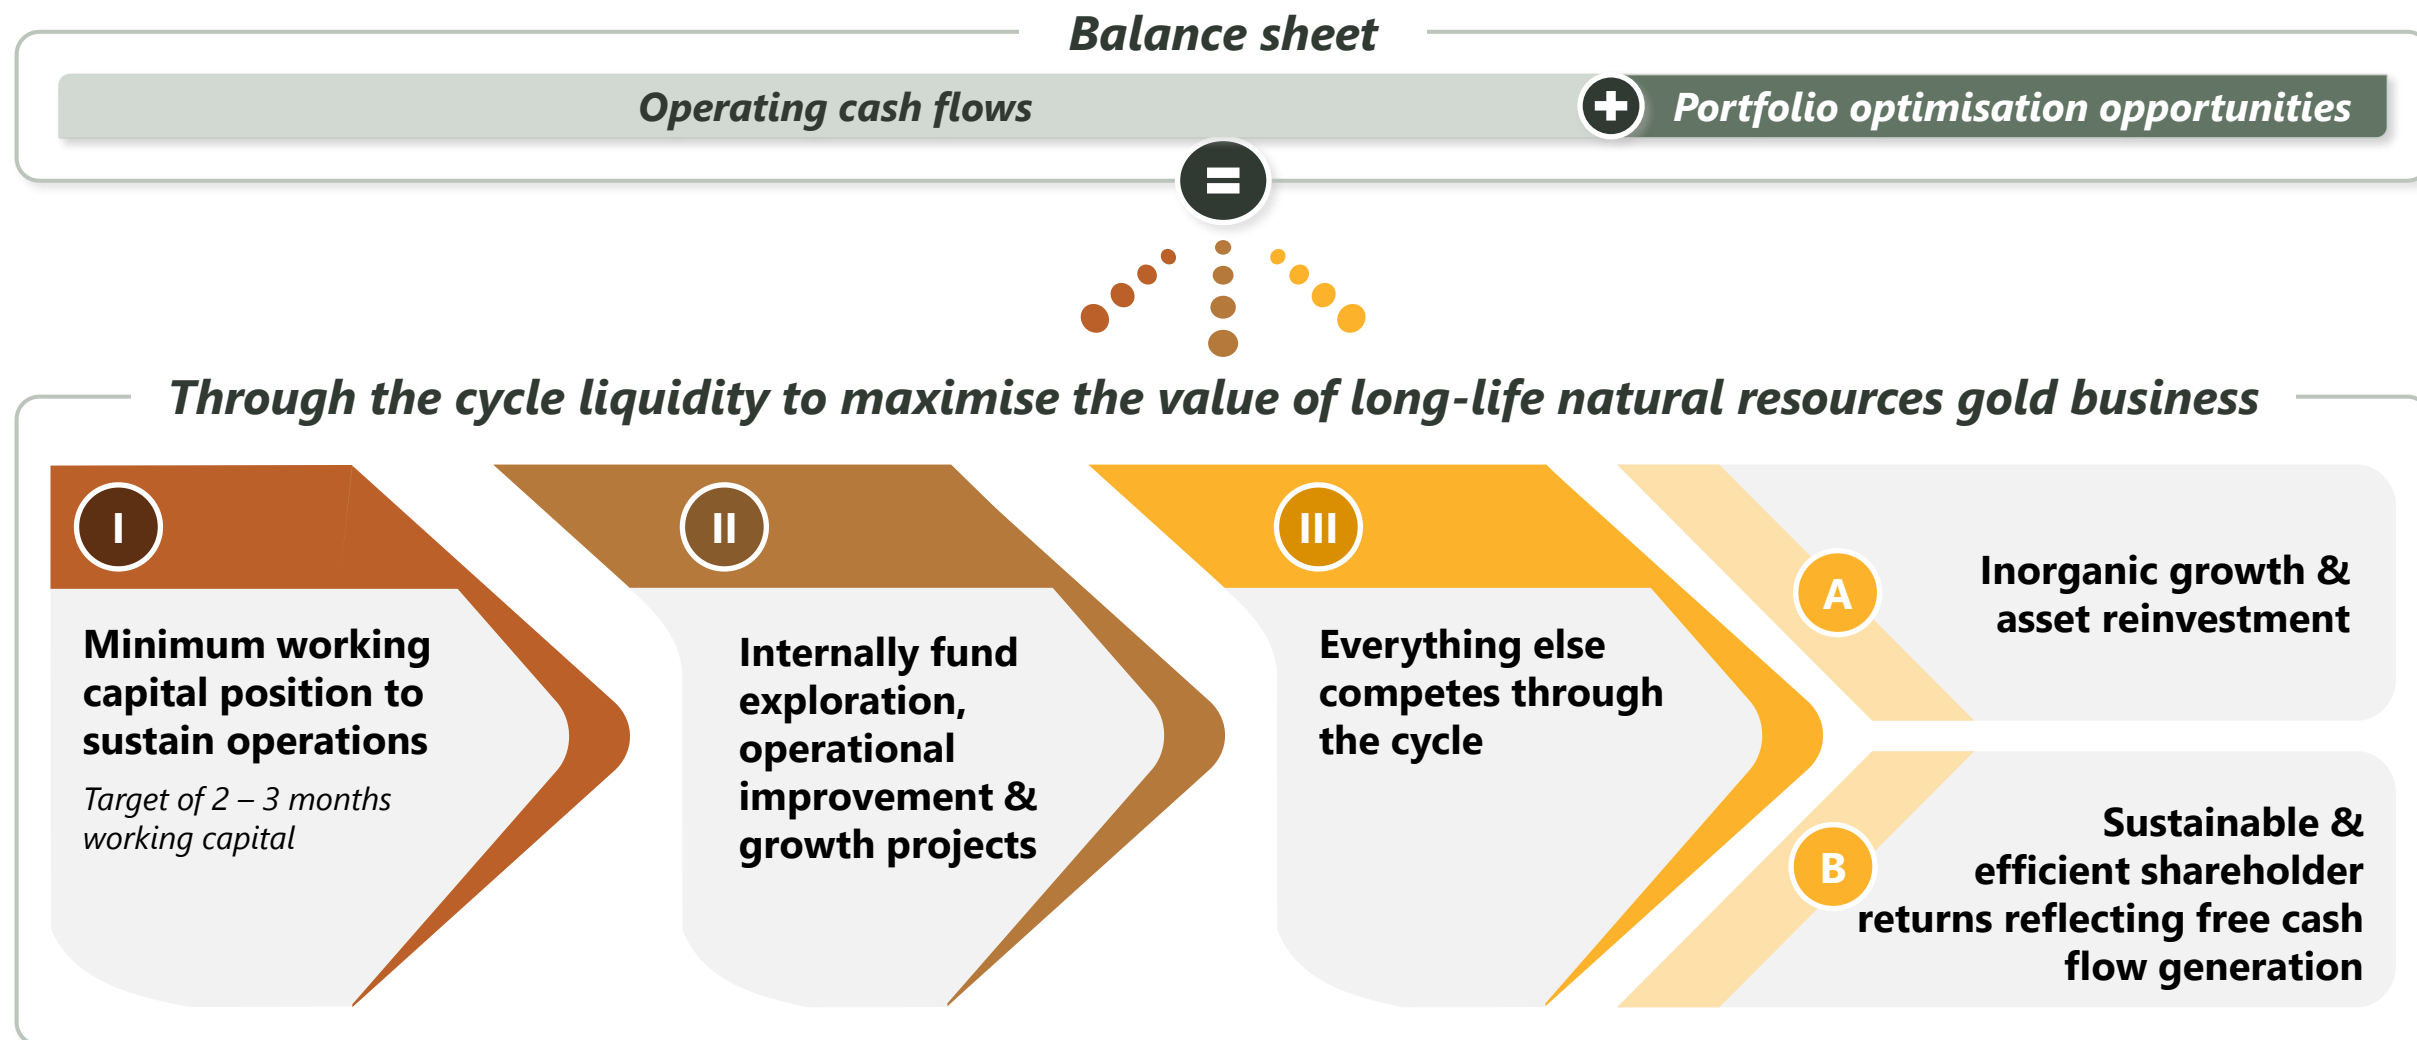 Balance sheet
Operating cash flows
+
Portfolio optimisation opportunities
=
Through the cycle liquidity to maximise the value of long-life natural resources gold business
I
Minimum working
capital position to
sustain operations
Target of 2 – 3 months
working capital
II
Internally fund
exploration,
operational
improvement &
growth projects
III
Everything else
competes through
the cycle
A
Inorganic growth &
asset reinvestment
B
Sustainable &
efficient shareholder
returns reflecting free cash
flow generation